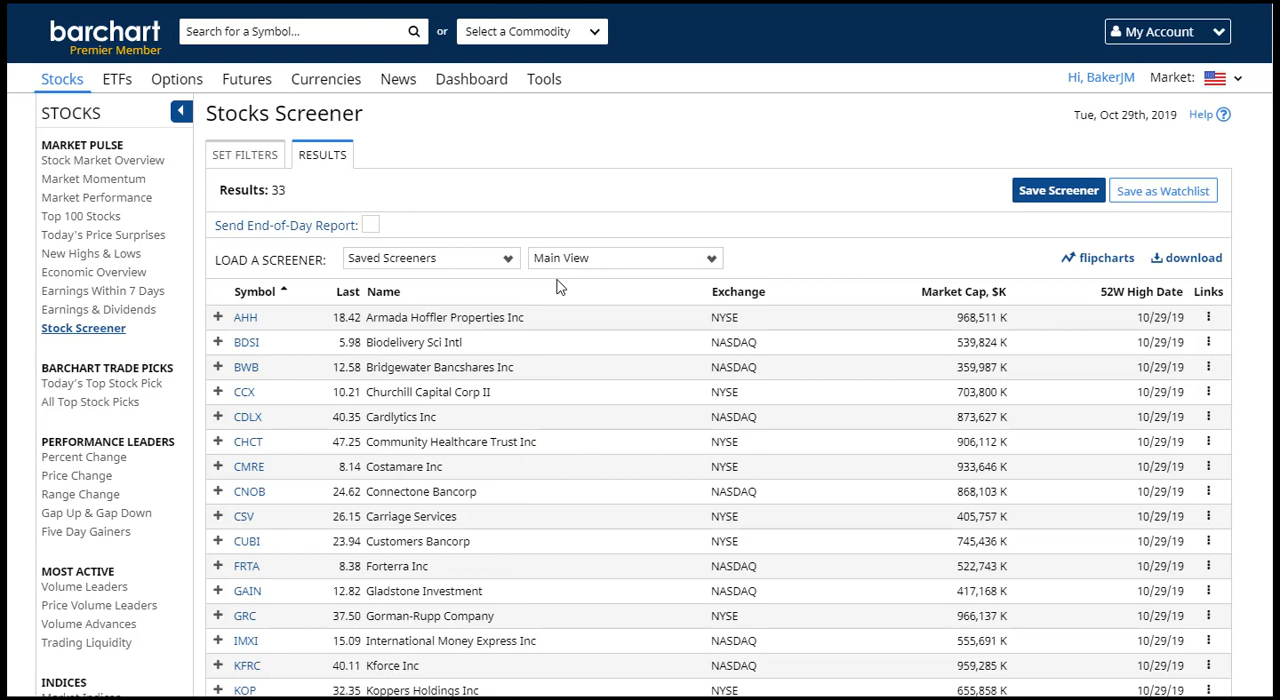 barchart
Premier Member
Search for a Symbol...
or
Select a Commodity
My Account
Stocks ETFs Options Futures Currencies News Dashboard Tools
Hi, BakerJM Market:
STOCKS
MARKET PULSE
Stock Market Overview
Market Momentum
Market Performance
Top 100 Stocks
Today's Price Surprises
New Highs & Lows
Economic Overview
Earnings Within 7 Days
Earnings & Dividends
Stock Screener
BARCHART TRADE PICKS
Today's Top Stock Pick
All Top Stock Picks
PERFORMANCE LEADERS
Percent Change
Price Change
Range Change
Gap Up & Gap Down
Five Day Gainers
MOST ACTIVE
Volume Leaders
Price Volume Leaders
Volume Advances
Trading Liquidity
INDICES
Market Indices
Stocks Screener
Tue, Oct 29th, 2019 Help ?
SET FILTERS RESULTS
Results: 33
Save Screener Save as Watchlist
Send End-of-Day Report:
LOAD A SCREENER: Saved Screeners Main View flipcharts download
Symbol Last Name Exchange Market Cap, $K 52W High Date Links
AHH 18.42 Armada Hoffler Properties Inc NYSE 968,511 K 10/29/19
BDSI 5.98 Biodelivery Sci Intl NASDAQ 539,824 K 10/29/19
BWB 12.58 Bridgewater Bancshares Inc NASDAQ 359,987 K 10/29/19
CCX 10.21 Churchill Capital Corp II NYSE 703,800 K 10/29/19
CDLX 40.35 Cardlytics Inc NASDAQ 873,627 K 10/29/19
CHCT 47.25 Community Healthcare Trust Inc NYSE 906,112 K 10/29/19
CMRE 8.14 Costamare Inc NYSE 933,646 K 10/29/19
CNOB 24.62 Connectone Bancorp NASDAQ 868,103 K 10/29/19
CSV 26.15 Carriage Services NYSE 405,757 K 10/29/19
CUBI 23.94 Customers Bancorp NYSE 745,436 K 10/29/19
FRTA 8.38 Forterra Inc NASDAQ 522,743 K 10/29/19
GAIN 12.82 Gladstone Investment NASDAQ 417,168 K 10/29/19
GRC 37.50 Gorman-Rupp Company NYSE 966,137 K 10/29/19
IMXI 15.09 International Money Express Inc NASDAQ 555,691 K 10/29/19
KFRC 40.11 Kforce Inc NASDAQ 959,285 K 10/29/19
KOP 32.35 Koppers Holdings Inc NYSE 655,858 K 10/29/19